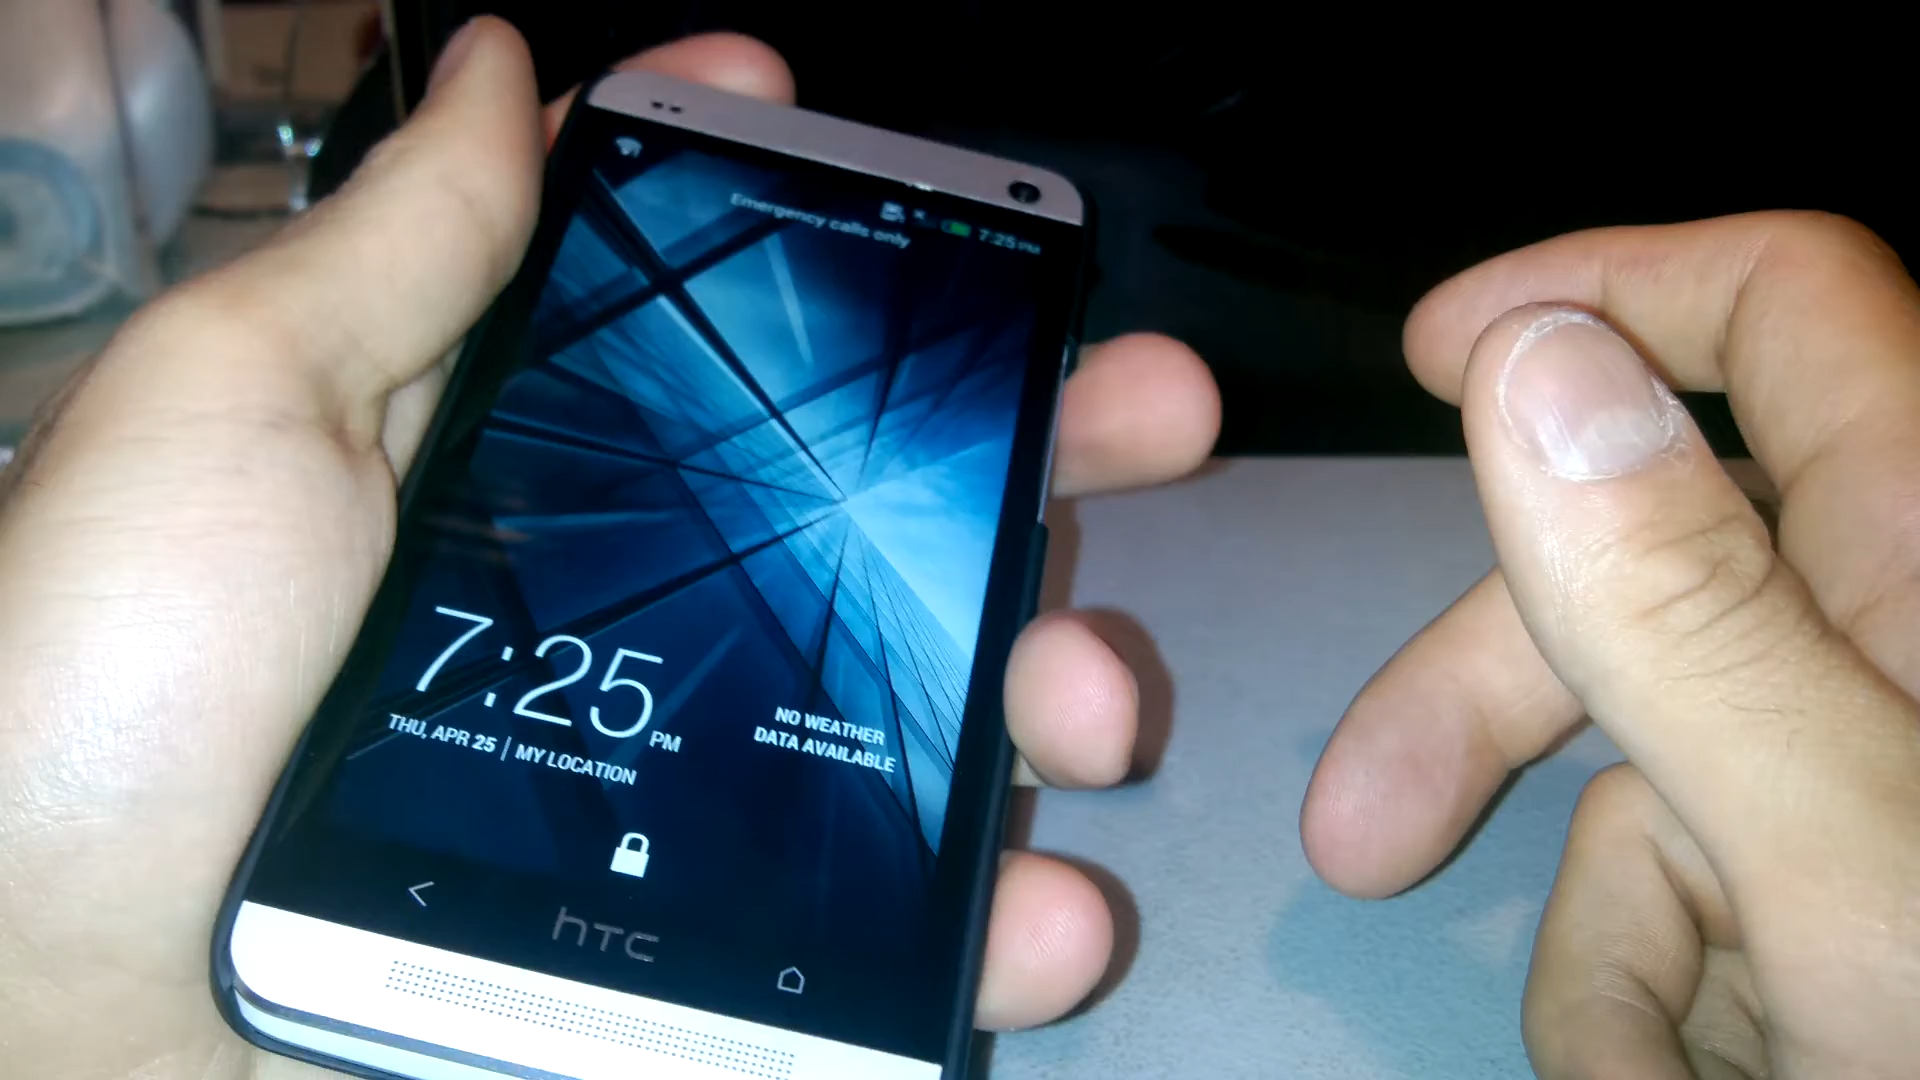 7:25 PM
Emergency calls only
7:25 PM
THU, APR 25 | MY LOCATION
NO WEATHER
DATA AVAILABLE
hTC